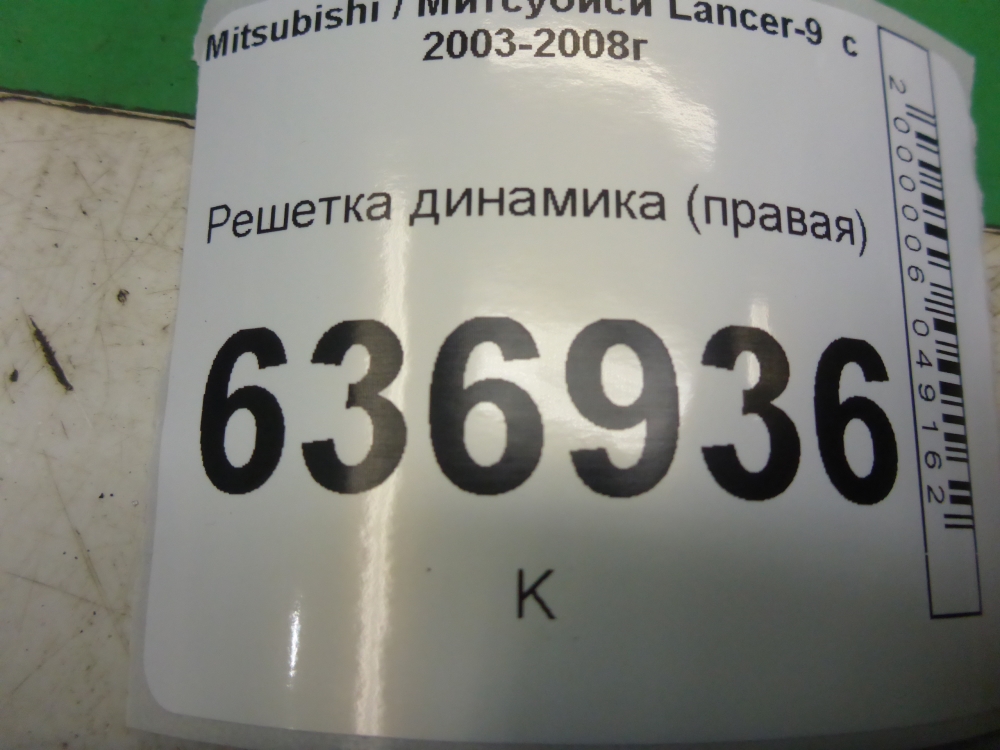 Mitsubishi / Митсубиси Lancer-9 с
2003-2008г
Решетка динамика (правая)
636936
К
2000006049162